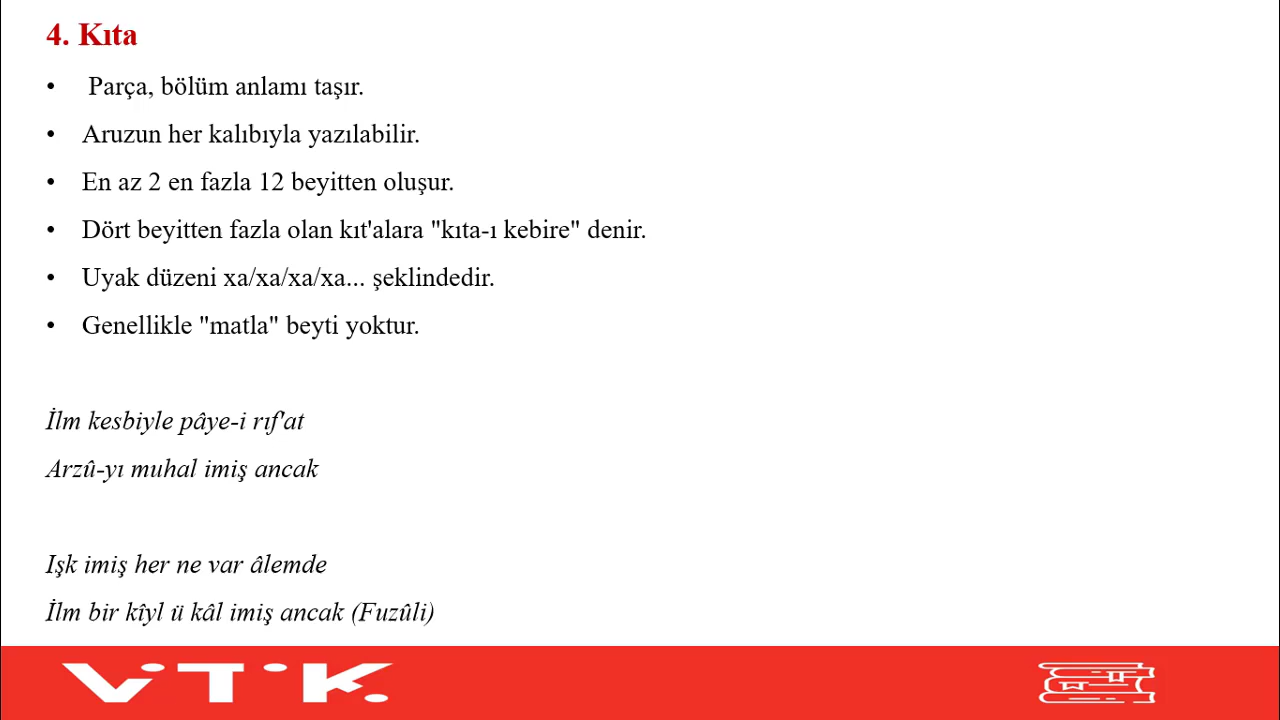 4. Kıta
• Parça, bölüm anlamı taşır.
• Aruzun her kalıbıyla yazılabilir.
• En az 2 en fazla 12 beyitten oluşur.
• Dört beyitten fazla olan kıt'alara "kıta-ı kebire" denir.
• Uyak düzeni xa/xa/xa/xa... şeklindedir.
• Genellikle "matla" beyti yoktur.
İlm kesbiyle pâye-i rıf'at
Arzû-yı muhal imiş ancak
Işk imiş her ne var âlemde
İlm bir kîyl ü kâl imiş ancak (Fuzûli)
ViTiK.